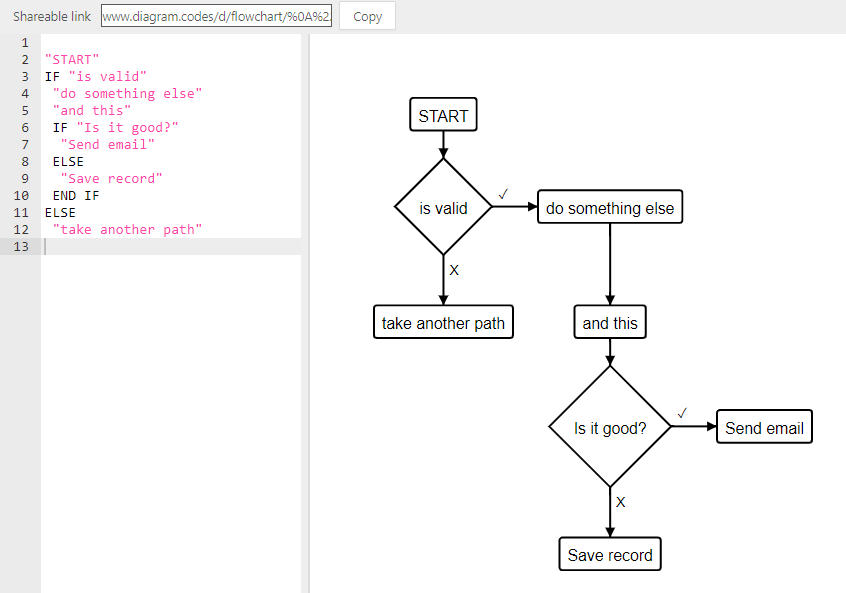 Shareable link www.diagram.codes/d/flowchart/%0A%2 Copy
1
2 "START"
3 IF "is valid"
4 "do something else"
5 "and this"
6 IF "Is it good?"
7 "Send email"
8 ELSE
9 "Save record"
10 END IF
11 ELSE
12 "take another path"
13
START
is valid
✓
do something else
X
take another path
and this
Is it good?
✓
Send email
X
Save record